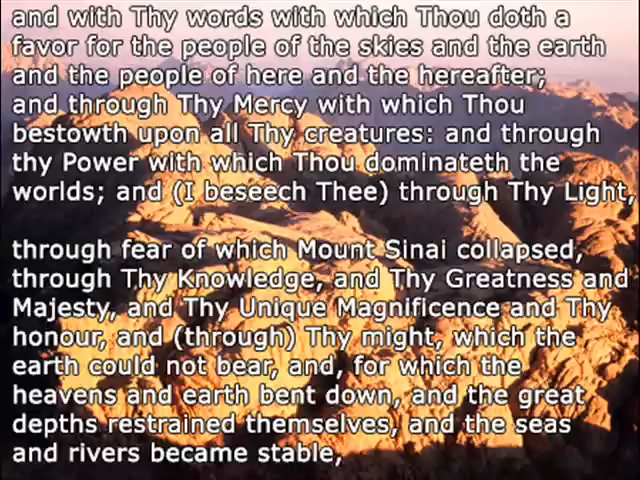 and with Thy words with which Thou doth a
favor for the people of the skies and the earth
and the people of here and the hereafter;
and through Thy Mercy with which Thou
bestowth upon all Thy creatures: and through
thy Power with which Thou dominateth the
worlds; and (I beseech Thee) through Thy Light,
through fear of which Mount Sinai collapsed,
through Thy Knowledge, and Thy Greatness and
Majesty, and Thy Unique Magnificence and Thy
honour, and (through) Thy might, which the
earth could not bear, and, for which the
heavens and earth bent down, and the great
depths restrained themselves, and the seas
and rivers became stable,